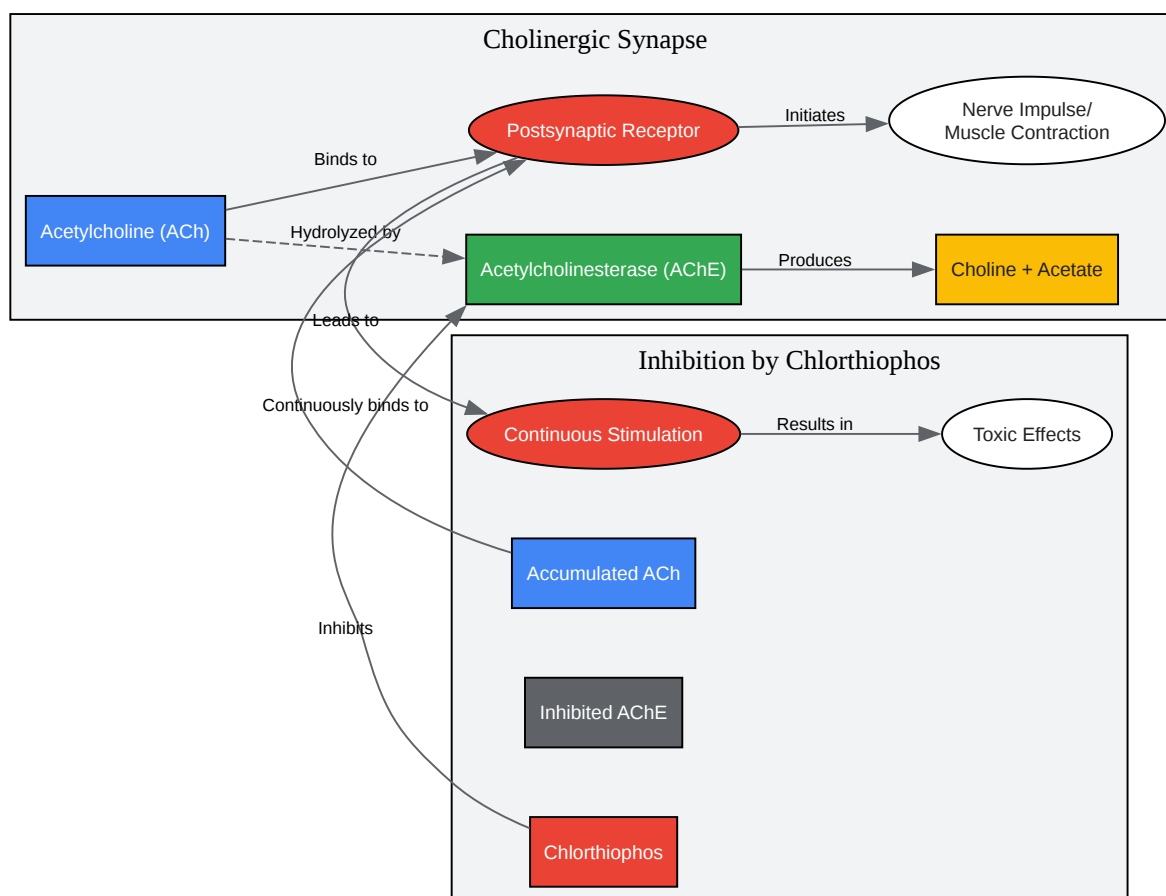 Cholinergic Synapse
Postsynaptic Receptor
Initiates
Nerve Impulse/
Muscle Contraction
Binds to
Acetylcholine (ACh)
Hydrolyzed by
Acetylcholinesterase (AChE)
Produces
Choline + Acetate
Leads to
Inhibition by Chlorthiophos
Continuously binds to
Continuous Stimulation
Results in
Toxic Effects
Accumulated ACh
Inhibits
Inhibited AChE
Chlorthiophos